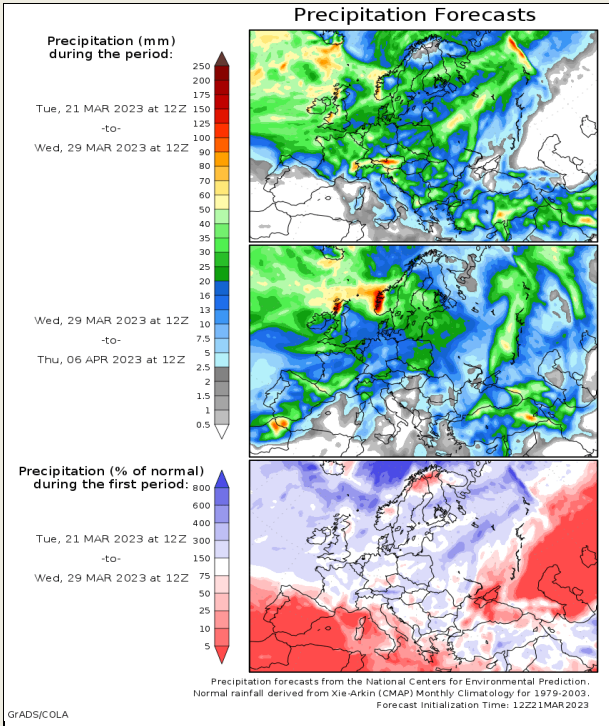 Precipitation Forecasts
Precipitation (mm)
during the period:
Tue, 21 MAR 2023 at 12Z
-to-
Wed, 29 MAR 2023 at 12Z
250
200
175
150
125
100
90
80
70
60
50
40
35
30
25
20
16
13
10
7.5
5
2.5
2
1.5
1
0.5
Wed, 29 MAR 2023 at 12Z
-to-
Thu, 06 APR 2023 at 12Z
Precipitation (% of normal)
during the first period:
Tue, 21 MAR 2023 at 12Z
-to-
Wed, 29 MAR 2023 at 12Z
800
600
400
300
150
75
50
25
10
5
Precipitation forecasts from the National Centers for Environmental Prediction.
Normal rainfall derived from Xie-Arkin (CMAP) Monthly Climatology for 1979-2003.
Forecast Initialization Time: 12Z21MAR2023
GrADS/COLA